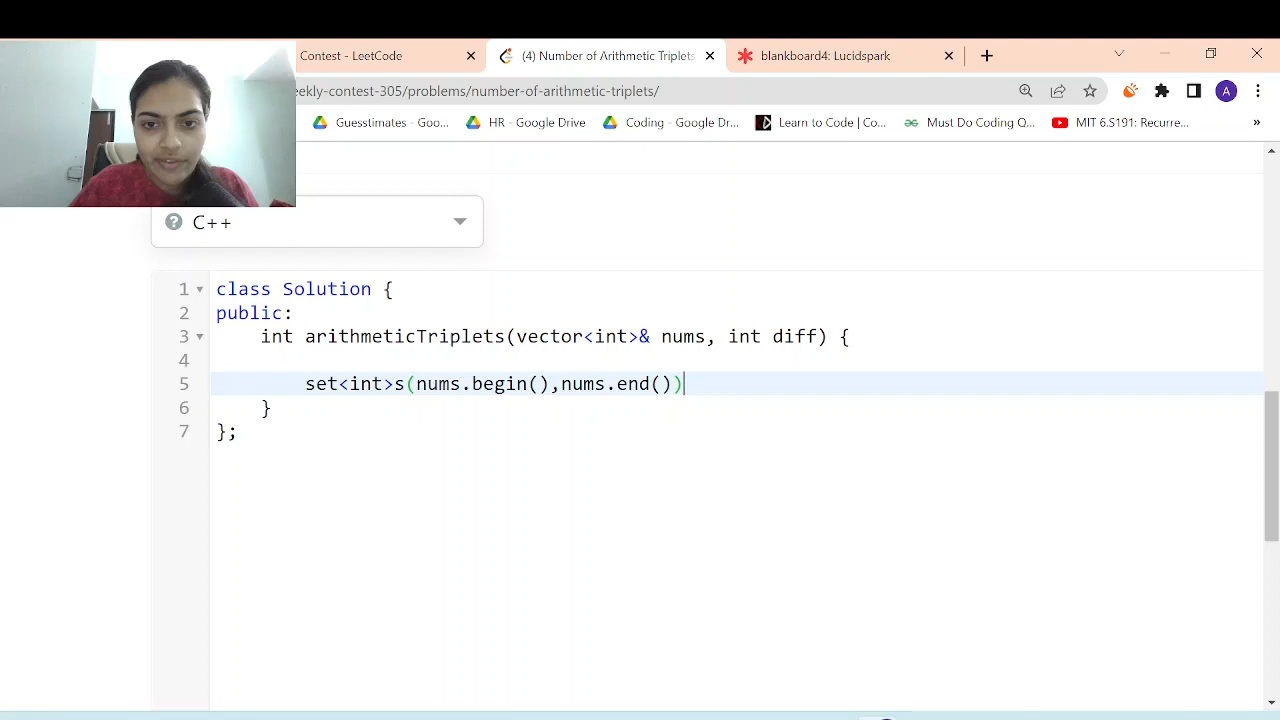 Contest - LeetCode
(4) Number of Arithmetic Triplets
blankboard4: Lucidspark
eekly-contest-305/problems/number-of-arithmetic-triplets/
A
Guesstimates - Goo...
HR - Google Drive
Coding - Google Dr...
Learn to Code | Co...
Must Do Coding Q...
MIT 6.S191: Recurre...
»
? C++
1 class Solution {
2 public:
3 int arithmeticTriplets(vector<int>& nums, int diff) {
4
5 set<int>s(nums.begin(),nums.end())
6 }
7 };